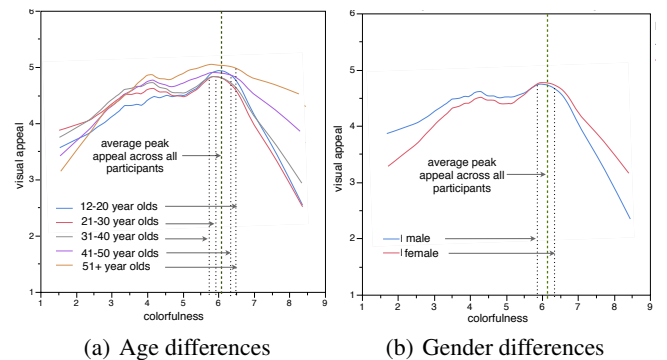 6
5
4
3
2
1
visual appeal
average peak
appeal across all
participants
12-20 year olds
21-30 year olds
31-40 year olds
41-50 year olds
51+ year olds
1 2 3 4 5 6 7 8 9
colorfulness
(a) Age differences
6
5
4
3
2
1
visual appeal
average peak
appeal across all
participants
male
female
1 2 3 4 5 6 7 8 9
colorfulness
(b) Gender differences